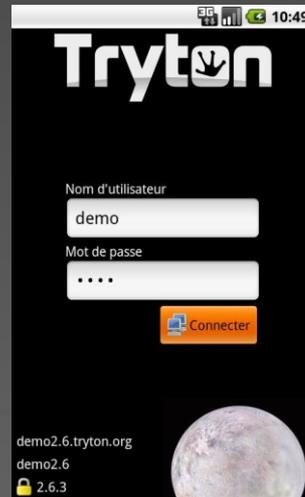 3G 10:49
Tryton
Nom d'utilisateur
demo
Mot de passe
••••
Connecter
demo2.6.tryton.org
demo2.6
2.6.3